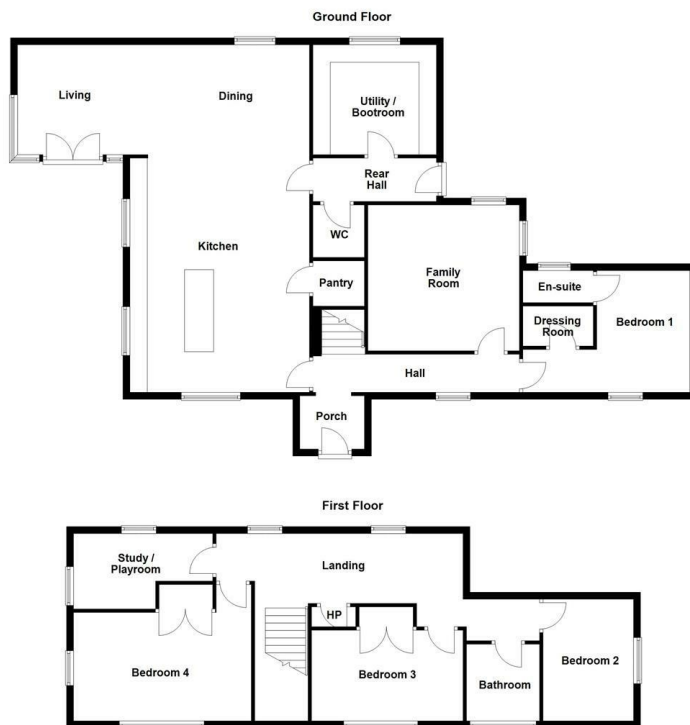 Ground Floor
Living
Dining
Utility /
Bootroom
Rear
Hall
WC
Kitchen
Pantry
Family
Room
En-suite
Dressing
Room
Bedroom 1
Hall
Porch
First Floor
Study /
Playroom
Landing
HP
Bedroom 4
Bedroom 3
Bathroom
Bedroom 2